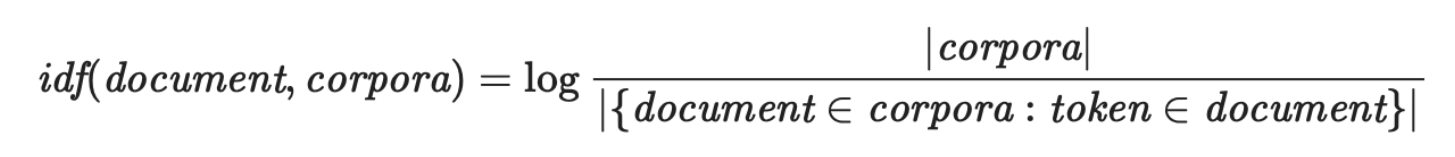 idf(document, corpora) = log |corpora| / |{document ∈ corpora : token ∈ document}|